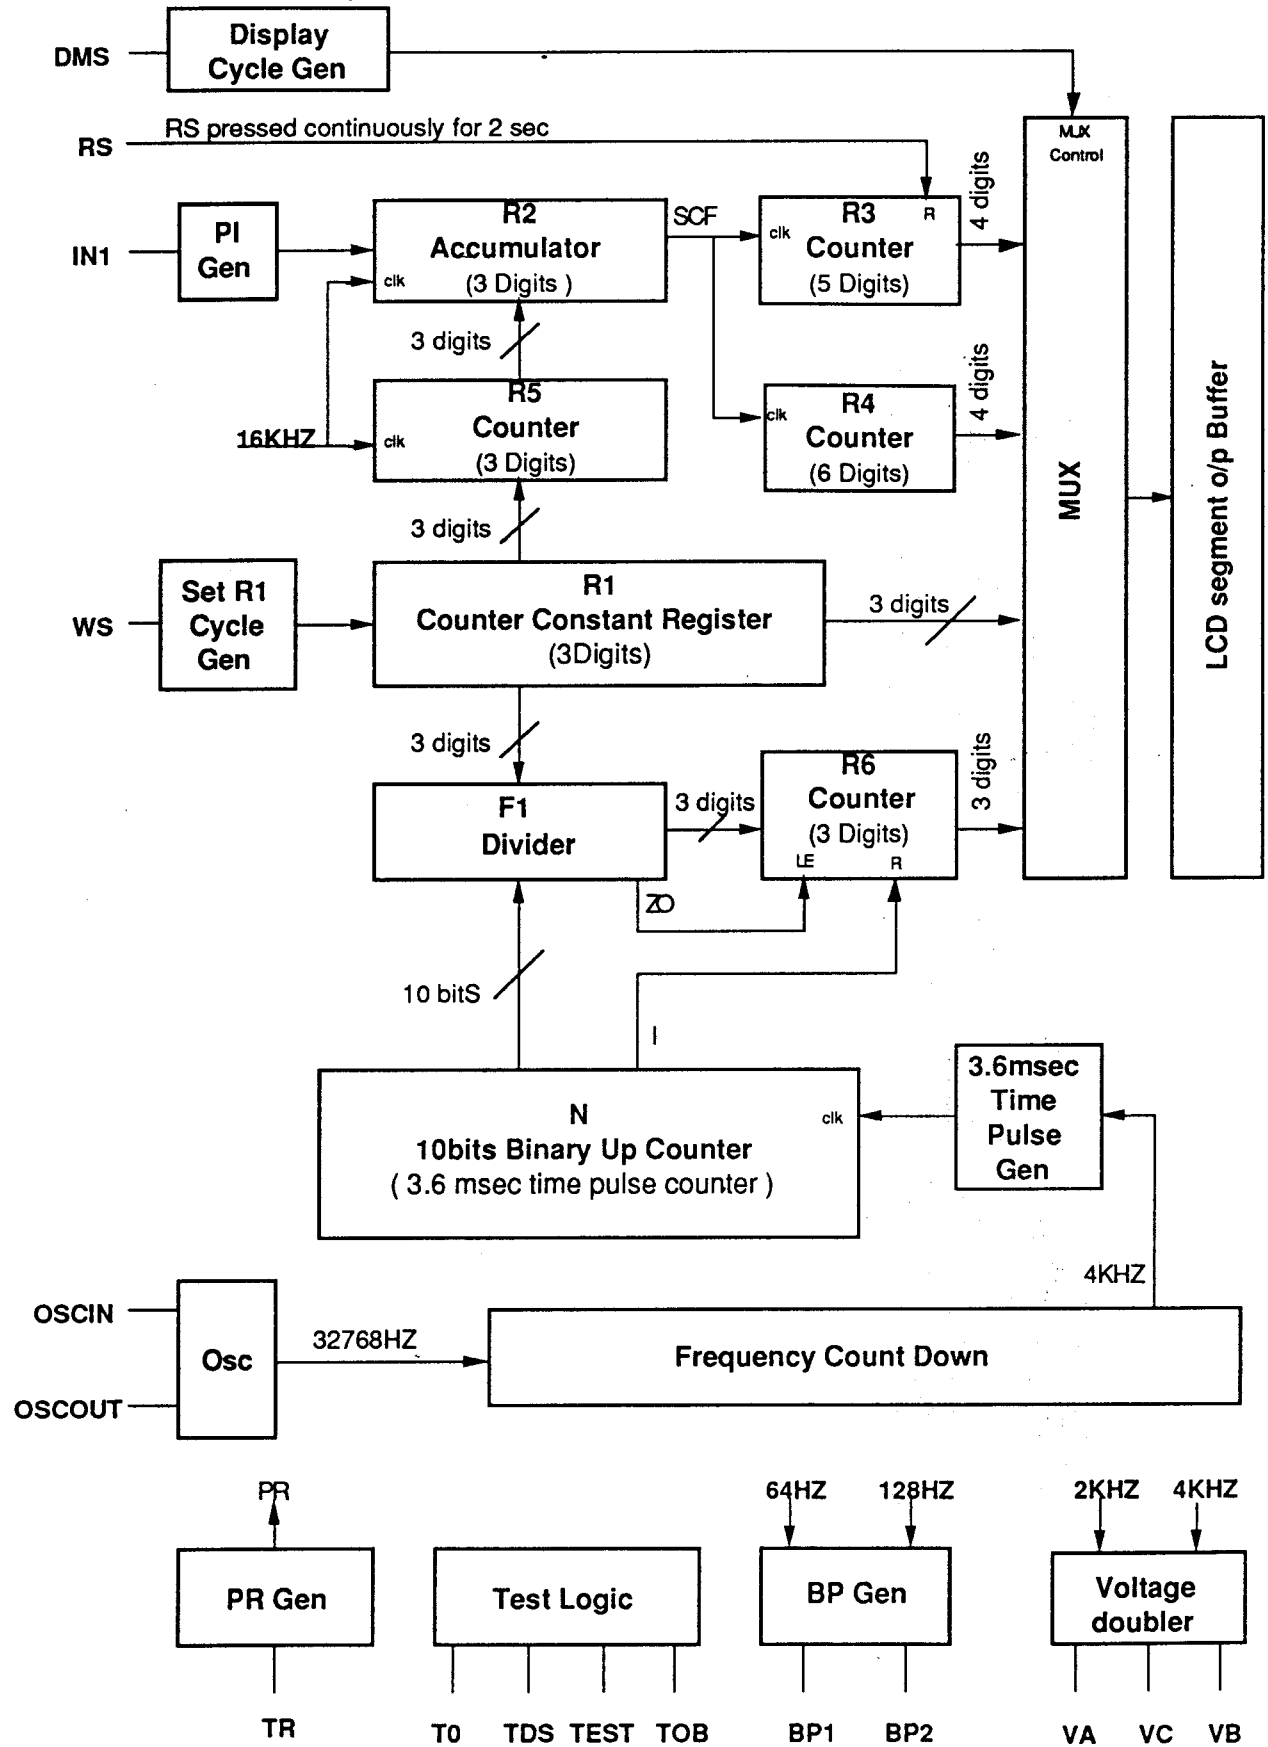 Display
Cycle Gen
DMS
RS pressed continuously for 2 sec
RS
MUX
Control
4 digits
PI
Gen
IN1
R2
Accumulator
(3 Digits )
clk
SCF
R3
R
clk
Counter
(5 Digits)
3 digits
R5
Counter
(3 Digits)
16KHZ
clk
4 digits
R4
clk
Counter
(6 Digits)
MUX
LCD segment o/p Buffer
3 digits
Set R1
Cycle
Gen
WS
R1
Counter Constant Register
(3Digits)
3 digits
3 digits
F1
Divider
3 digits
R6
Counter
(3 Digits)
LE
R
3 digits
ZO
10 bitS
I
N
10bits Binary Up Counter
( 3.6 msec time pulse counter )
clk
3.6msec
Time
Pulse
Gen
4KHZ
OSCIN
Osc
OSCOUT
32768HZ
Frequency Count Down
PR
64HZ
128HZ
2KHZ
4KHZ
PR Gen
Test Logic
BP Gen
Voltage
doubler
TR
T0
TDS
TEST
TOB
BP1
BP2
VA
VC
VB